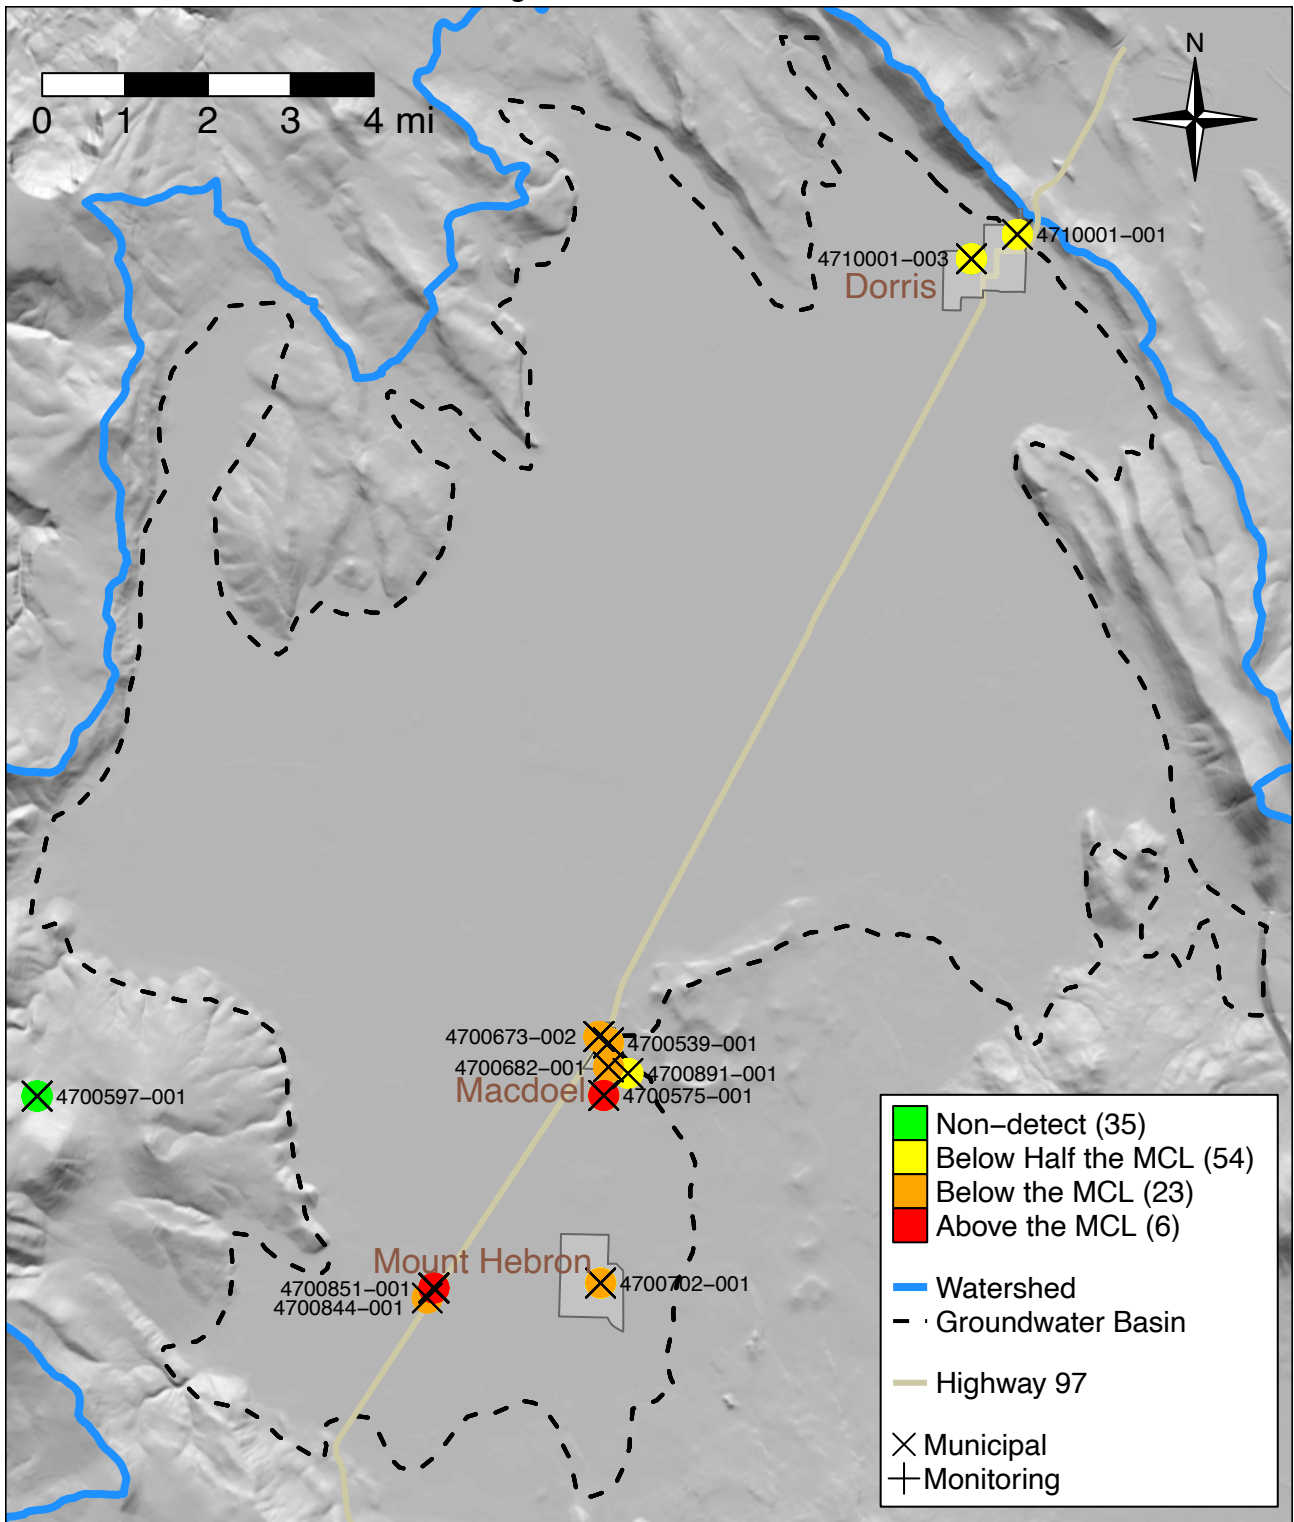 N
0 1 2 3 4 mi
4710001−001
4710001−003
Dorris
4700673−002
4700539−001
4700682−001
4700891−001
Macdoel
4700575−001
4700597−001
Mount Hebron
4700851−001
4700702−001
4700844−001
Non−detect (35)
Below Half the MCL (54)
Below the MCL (23)
Above the MCL (6)
Watershed
Groundwater Basin
Highway 97
Municipal
Monitoring